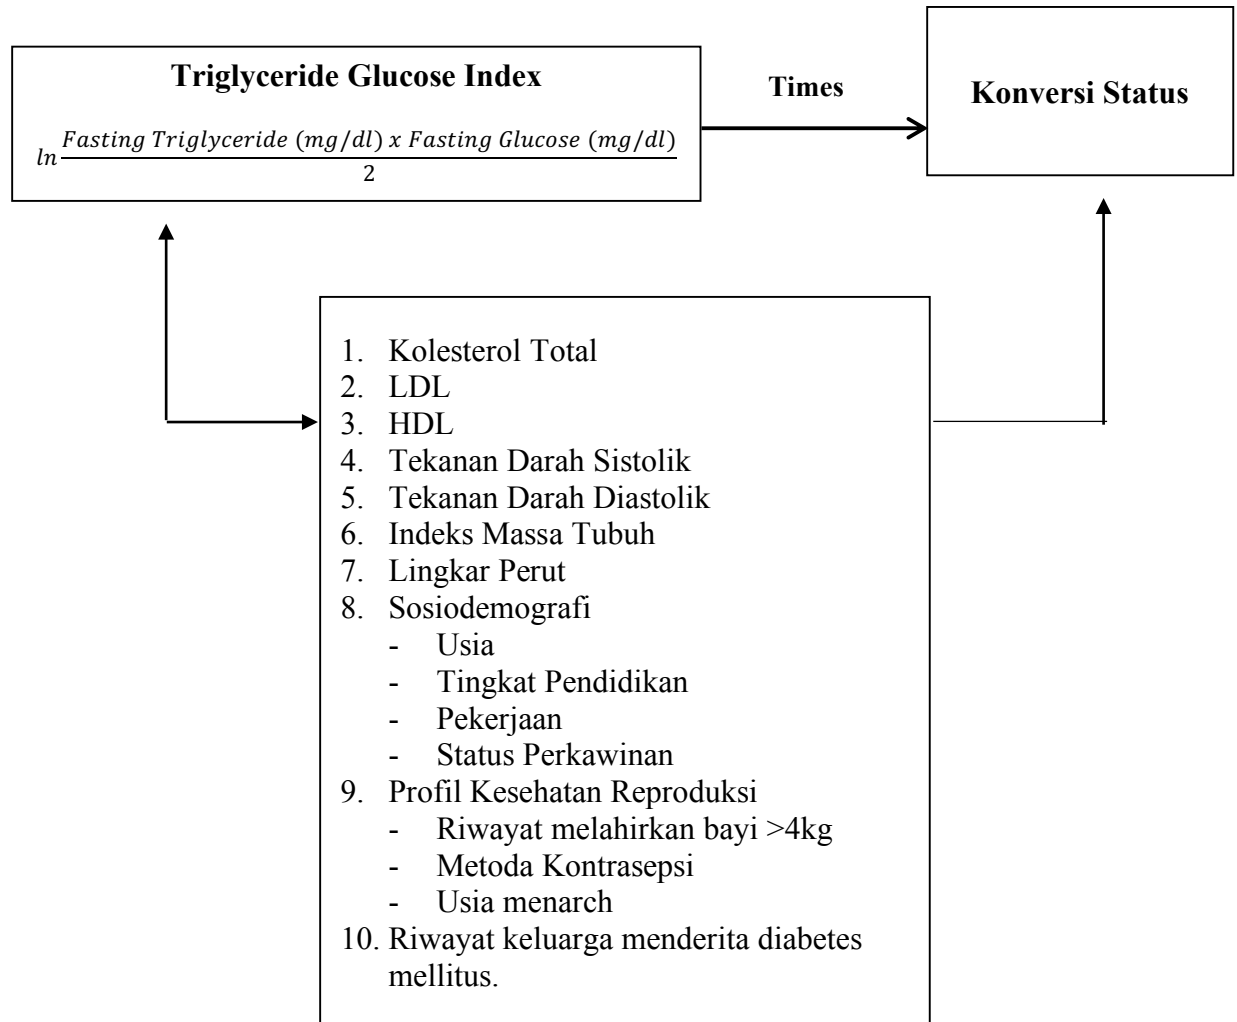 Triglyceride Glucose Index
ln Fasting Triglyceride (mg/dl) x Fasting Glucose (mg/dl)
2
Times
Konversi Status
1. Kolesterol Total
2. LDL
3. HDL
4. Tekanan Darah Sistolik
5. Tekanan Darah Diastolik
6. Indeks Massa Tubuh
7. Lingkar Perut
8. Sosiodemografi
- Usia
- Tingkat Pendidikan
- Pekerjaan
- Status Perkawinan
9. Profil Kesehatan Reproduksi
- Riwayat melahirkan bayi >4kg
- Metoda Kontrasepsi
- Usia menarch
10. Riwayat keluarga menderita diabetes
mellitus.